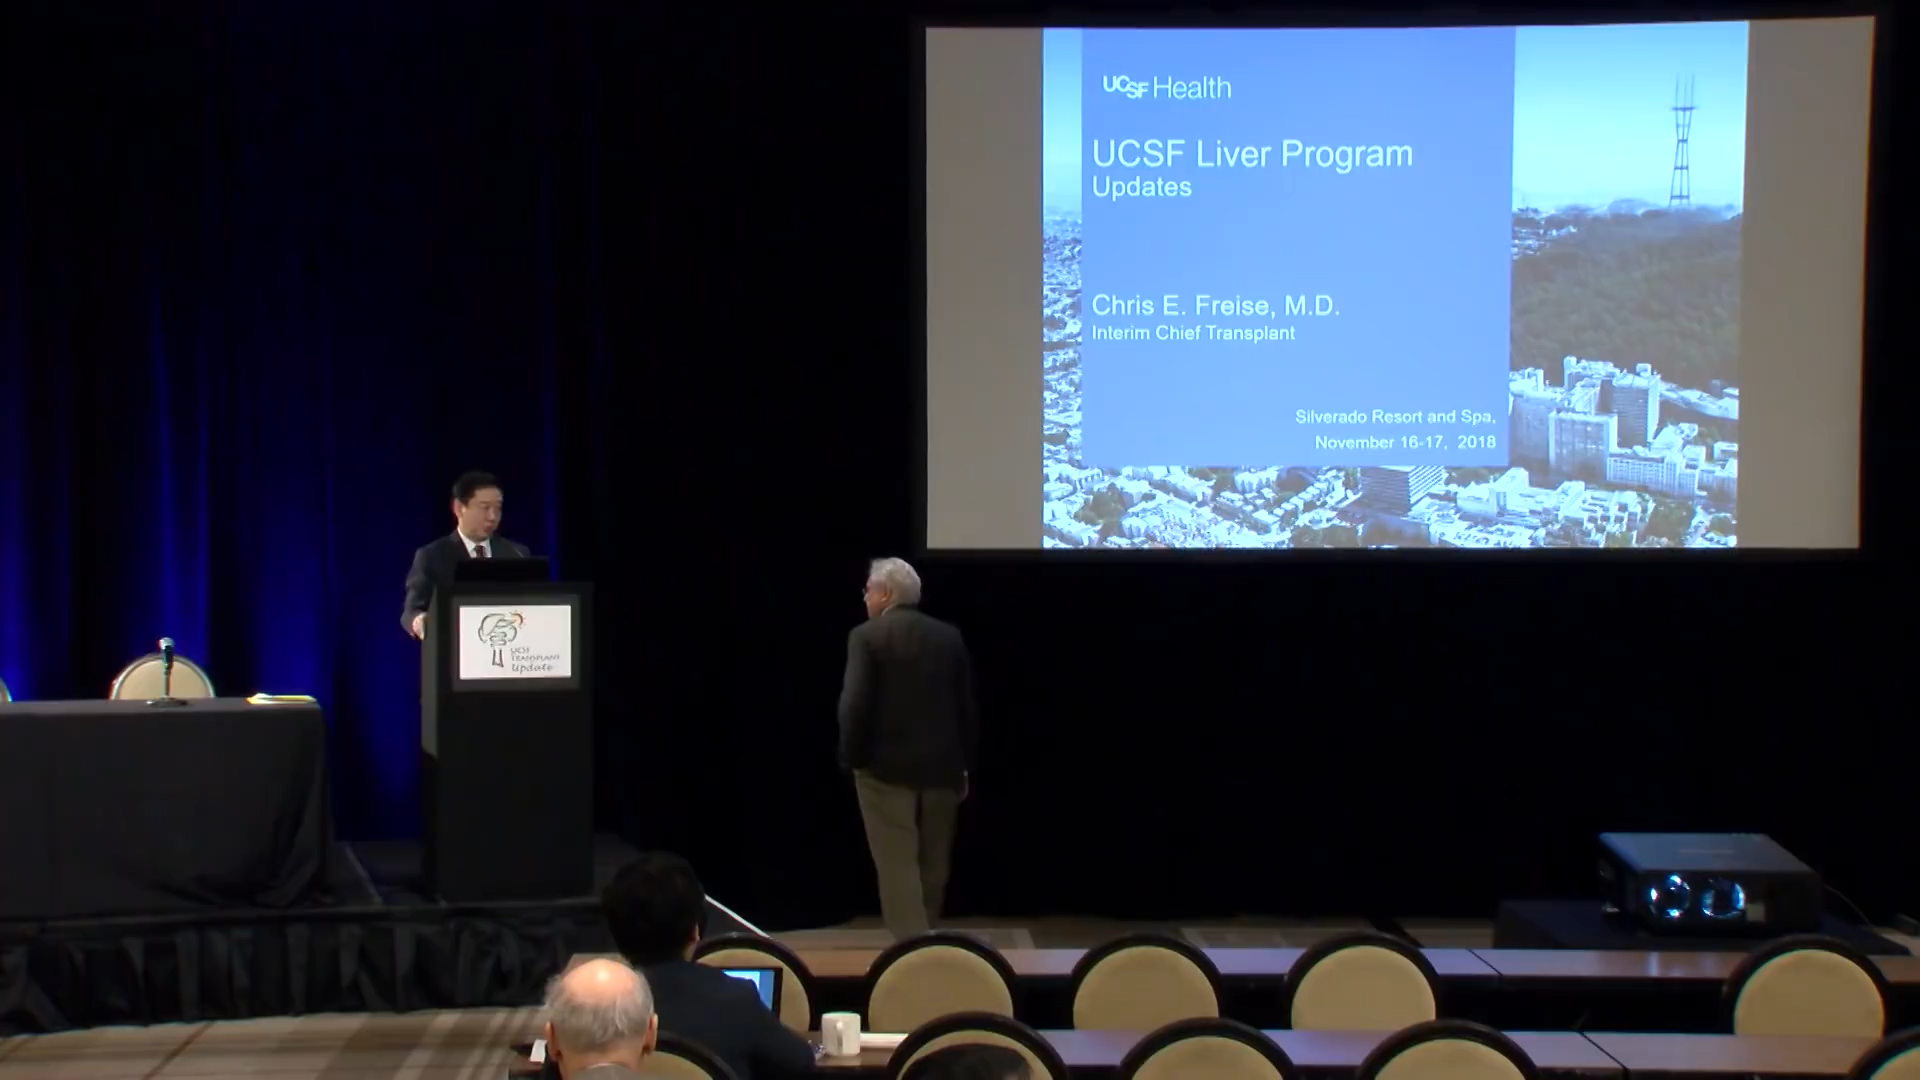 UCSF Health
UCSF Liver Program
Updates
Chris E. Freise, M.D.
Interim Chief Transplant
Silverado Resort and Spa,
November 16-17, 2018
UCSF
TRANSPLANT
Update